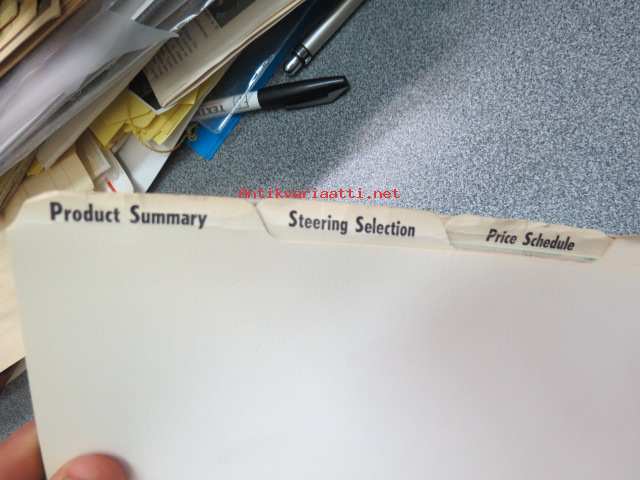 Antikvariaatti.net
Product Summary
Steering Selection
Price Schedule